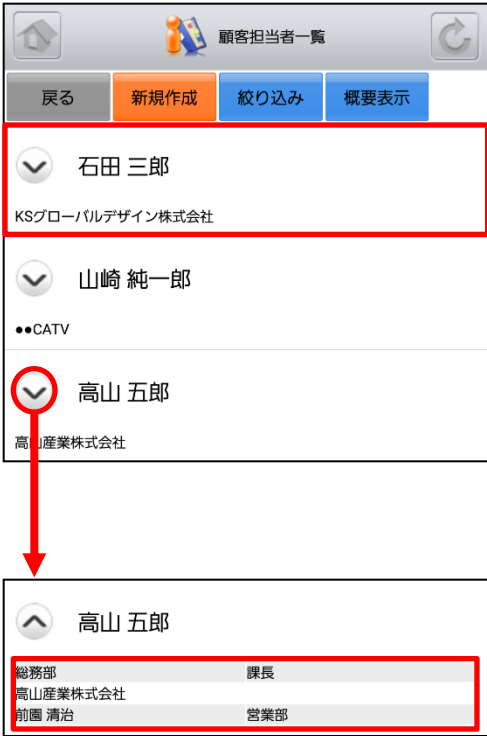 顧客担当者一覧
戻る 新規作成 絞り込み 概要表示
石田 三郎
KSグローバルデザイン株式会社
山崎 純一郎
●●CATV
高山 五郎
高山産業株式会社
高山 五郎
総務部 課長
高山産業株式会社
前園 清治 営業部